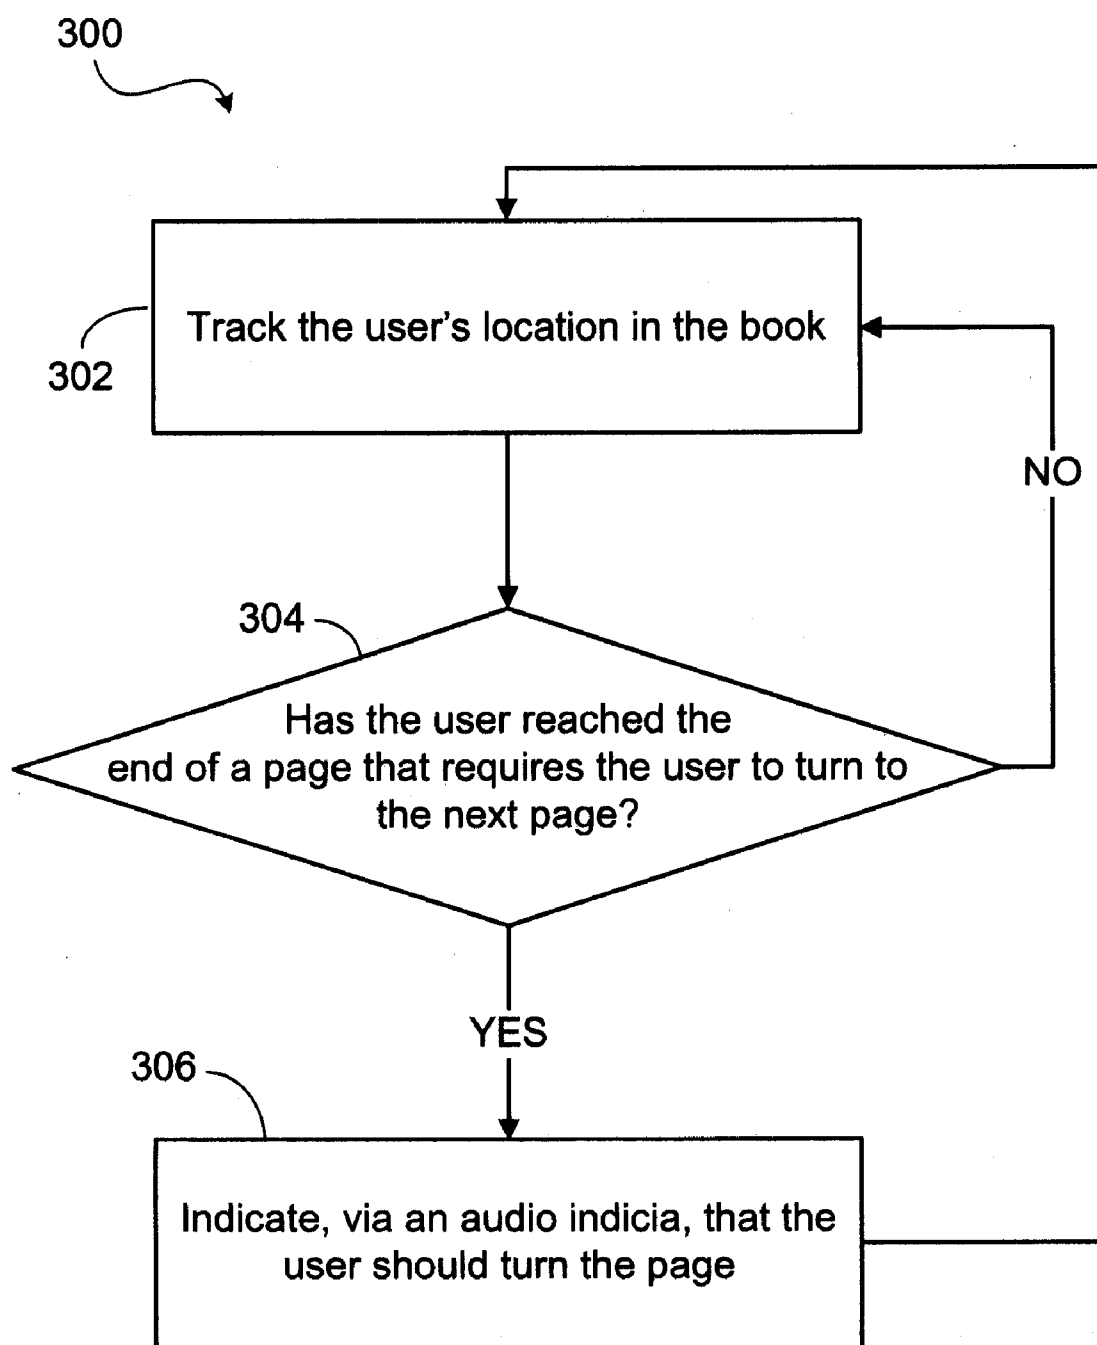 300
Track the user's location in the book
302
NO
304
Has the user reached the
end of a page that requires the user to turn to
the next page?
YES
306
Indicate, via an audio indicia, that the
user should turn the page